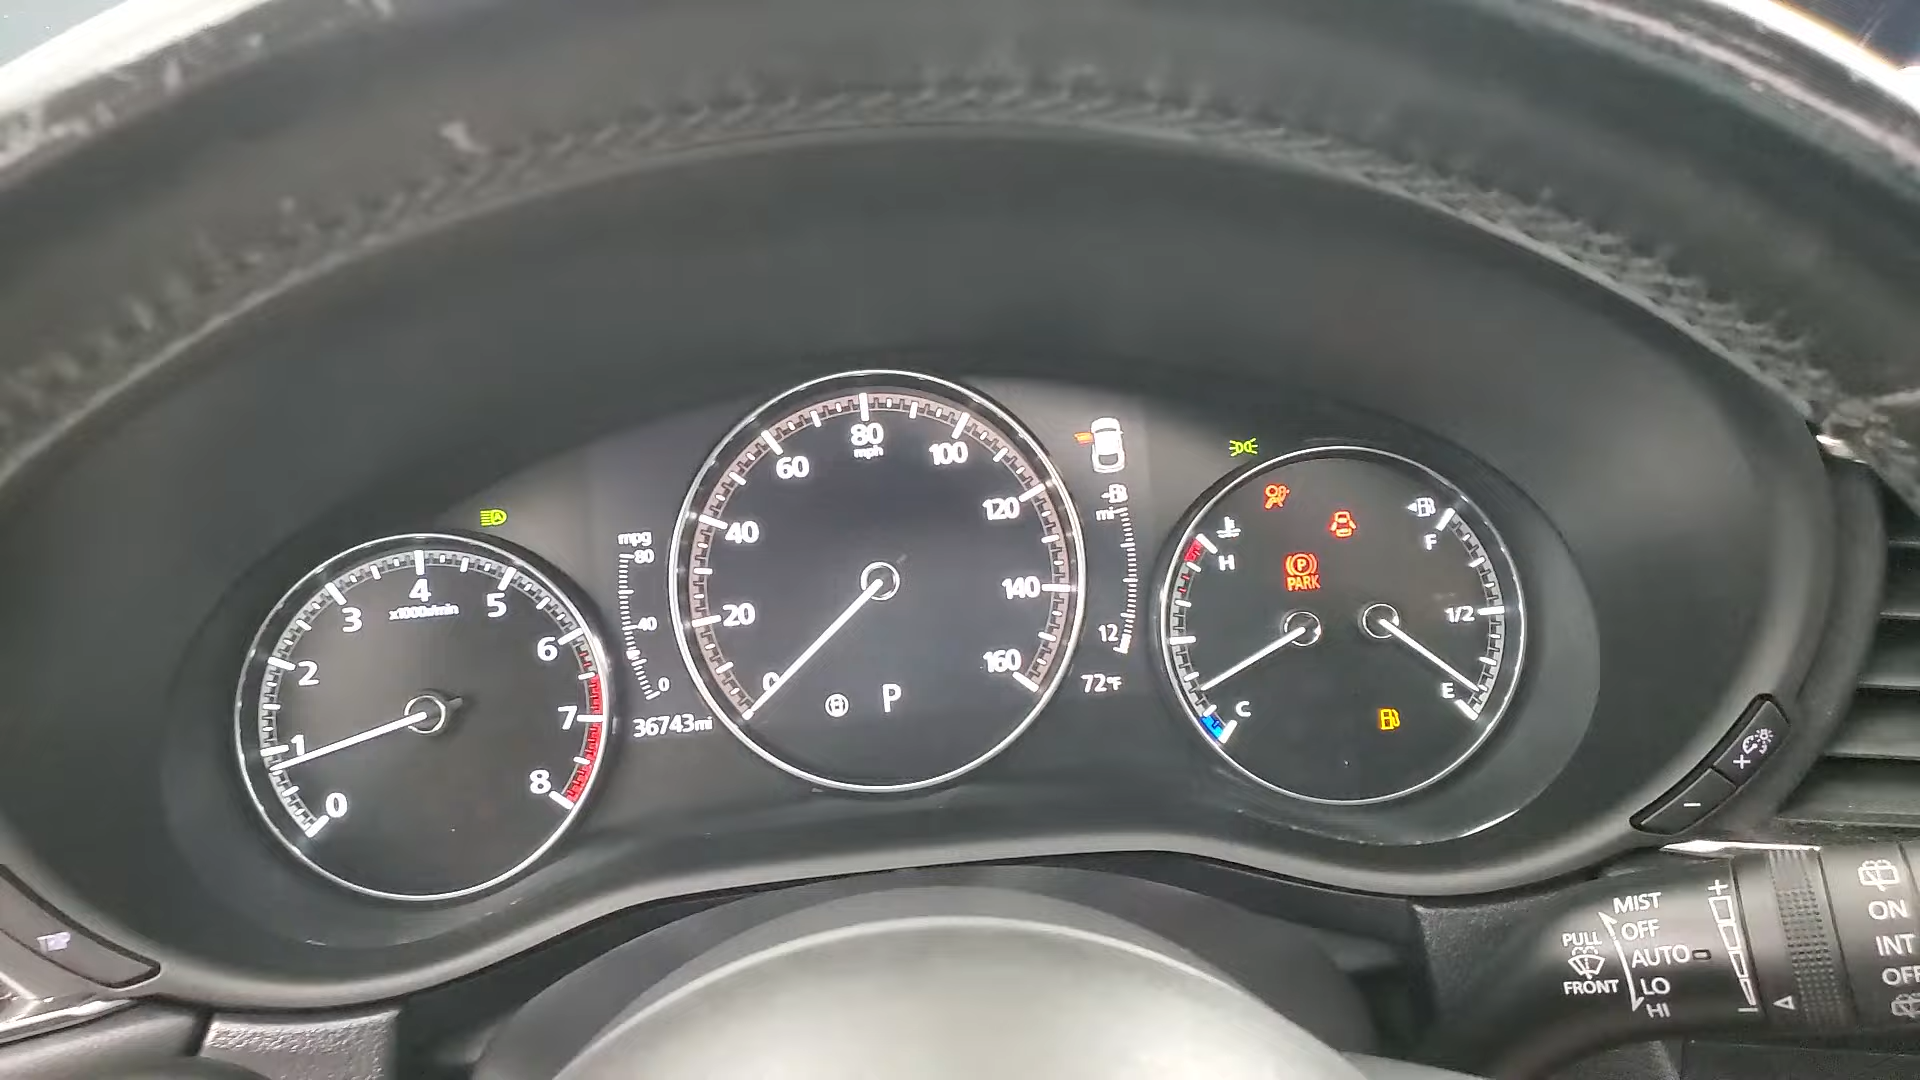 0
1
2
3
4
5
6
7
8
x1000r/min
mpg
80
40
0
36743mi
0
20
40
60
80
mph
100
120
140
160
P
mi
12
72°F
H
C
P
PARK
F
1/2
E
MIST
OFF
AUTO
LO
HI
PULL
FRONT
+
−
ON
INT
OFF